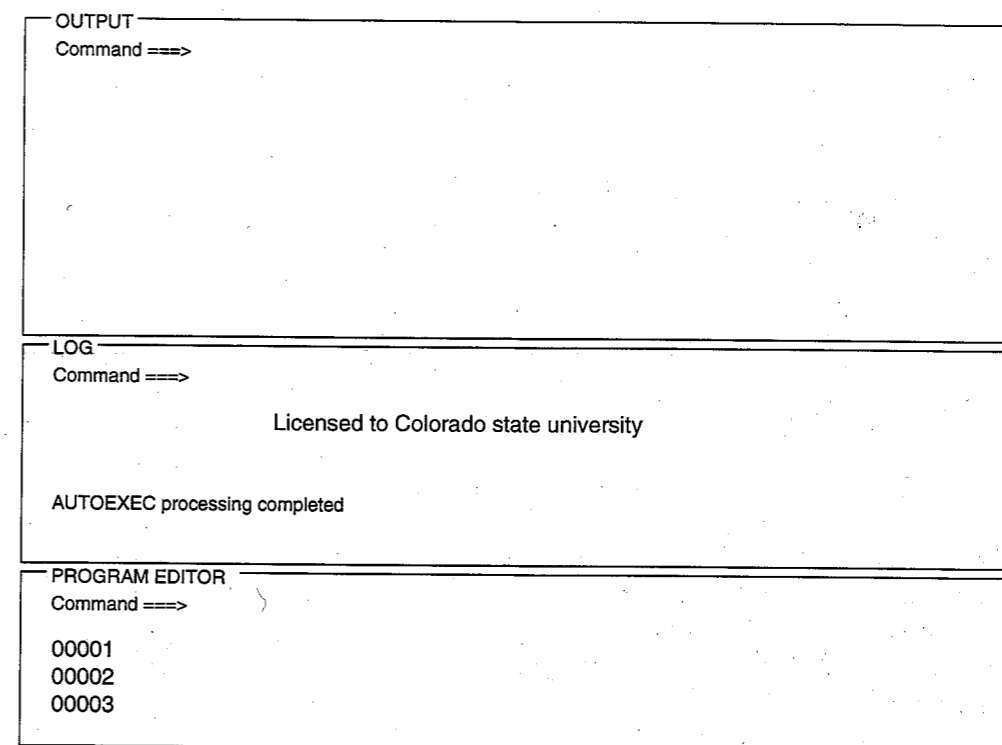 OUTPUT
Command ===>
LOG
Command ===>
Licensed to Colorado state university
AUTOEXEC processing completed
PROGRAM EDITOR
Command ===>
00001
00002
00003